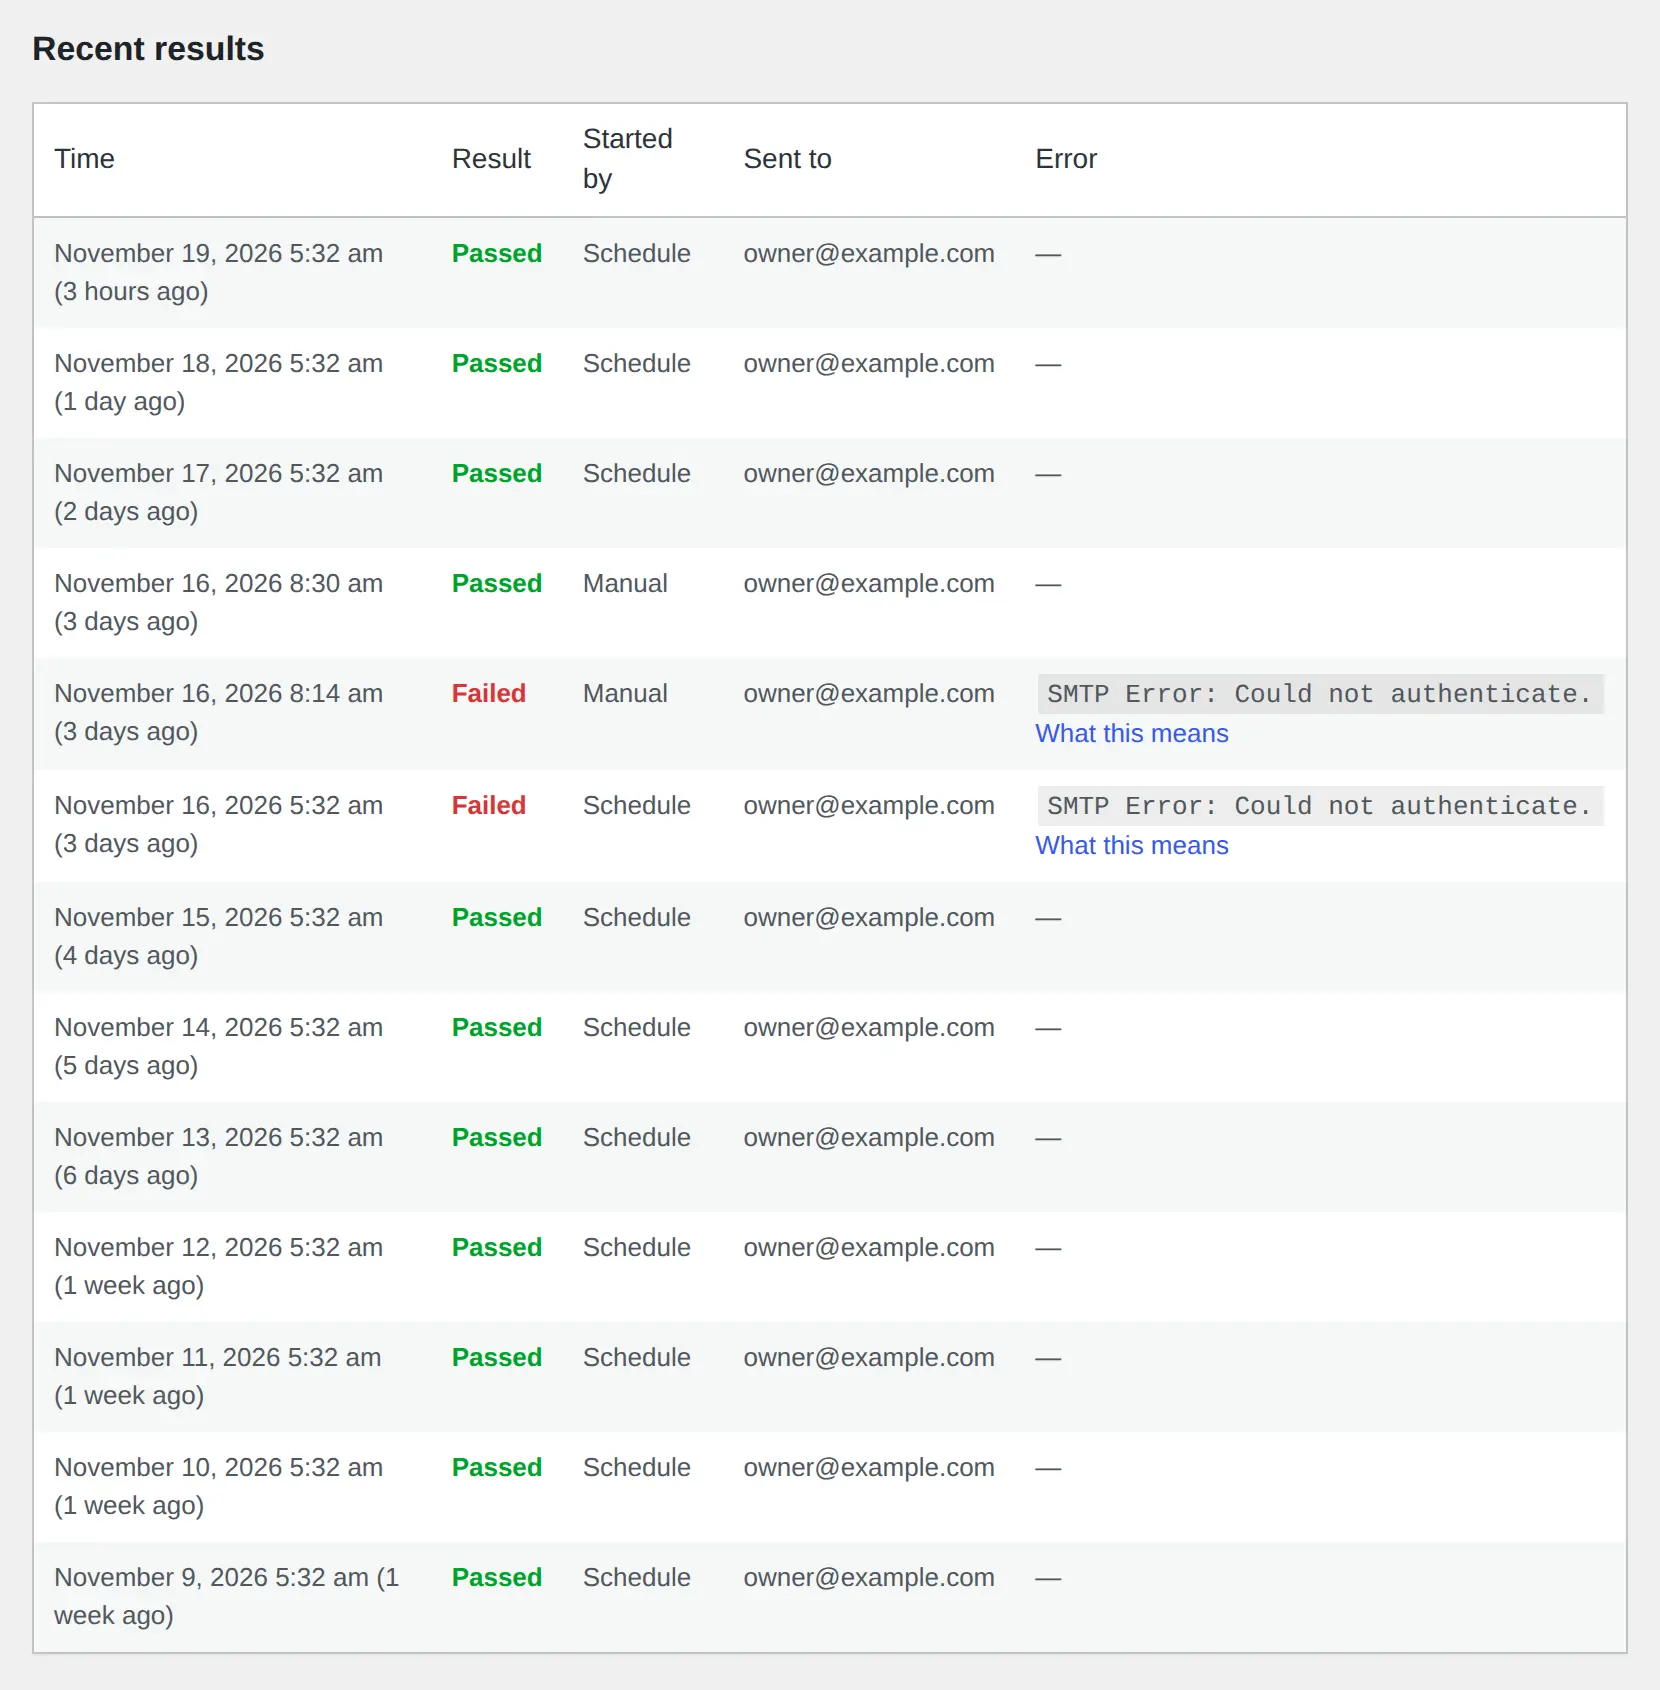 Recent results
Time Result Started by Sent to Error
November 19, 2026 5:32 am Passed Schedule owner@example.com —
(3 hours ago)
November 18, 2026 5:32 am Passed Schedule owner@example.com —
(1 day ago)
November 17, 2026 5:32 am Passed Schedule owner@example.com —
(2 days ago)
November 16, 2026 8:30 am Passed Manual owner@example.com —
(3 days ago)
November 16, 2026 8:14 am Failed Manual owner@example.com SMTP Error: Could not authenticate.
(3 days ago) What this means
November 16, 2026 5:32 am Failed Schedule owner@example.com SMTP Error: Could not authenticate.
(3 days ago) What this means
November 15, 2026 5:32 am Passed Schedule owner@example.com —
(4 days ago)
November 14, 2026 5:32 am Passed Schedule owner@example.com —
(5 days ago)
November 13, 2026 5:32 am Passed Schedule owner@example.com —
(6 days ago)
November 12, 2026 5:32 am Passed Schedule owner@example.com —
(1 week ago)
November 11, 2026 5:32 am Passed Schedule owner@example.com —
(1 week ago)
November 10, 2026 5:32 am Passed Schedule owner@example.com —
(1 week ago)
November 9, 2026 5:32 am (1 Passed Schedule owner@example.com —
week ago)